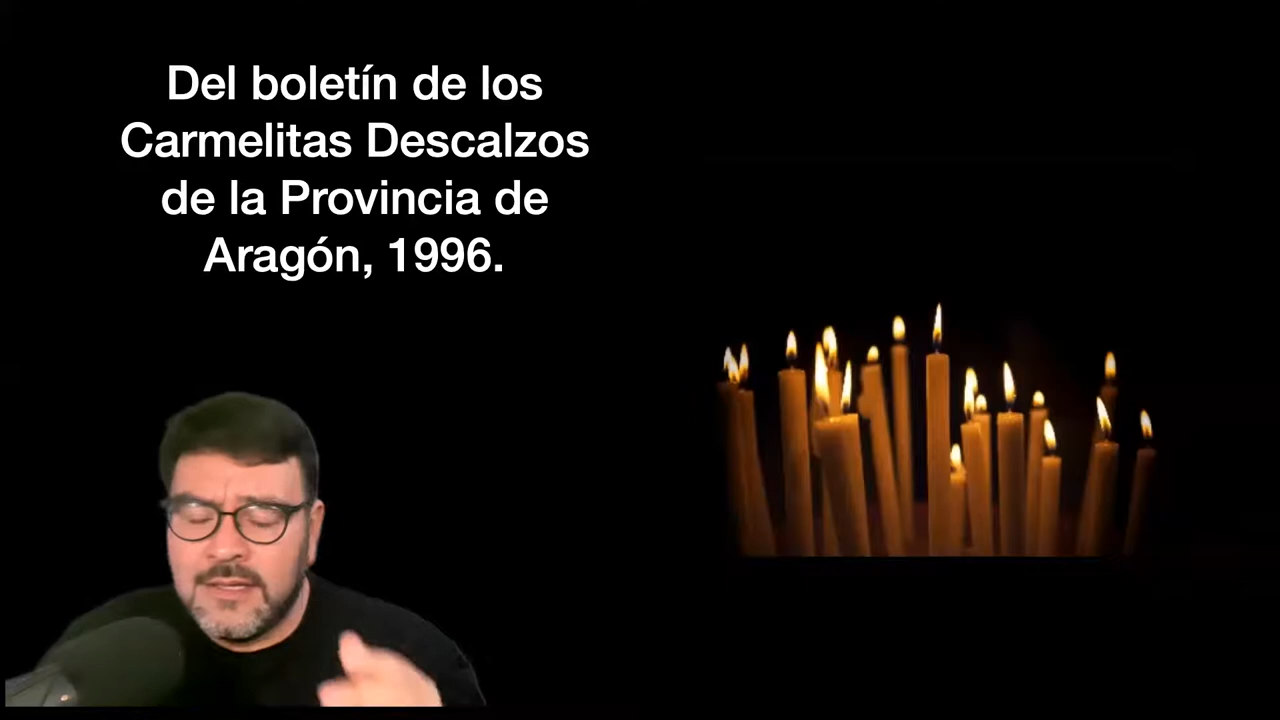 Del boletín de los
Carmelitas Descalzos
de la Provincia de
Aragón, 1996.